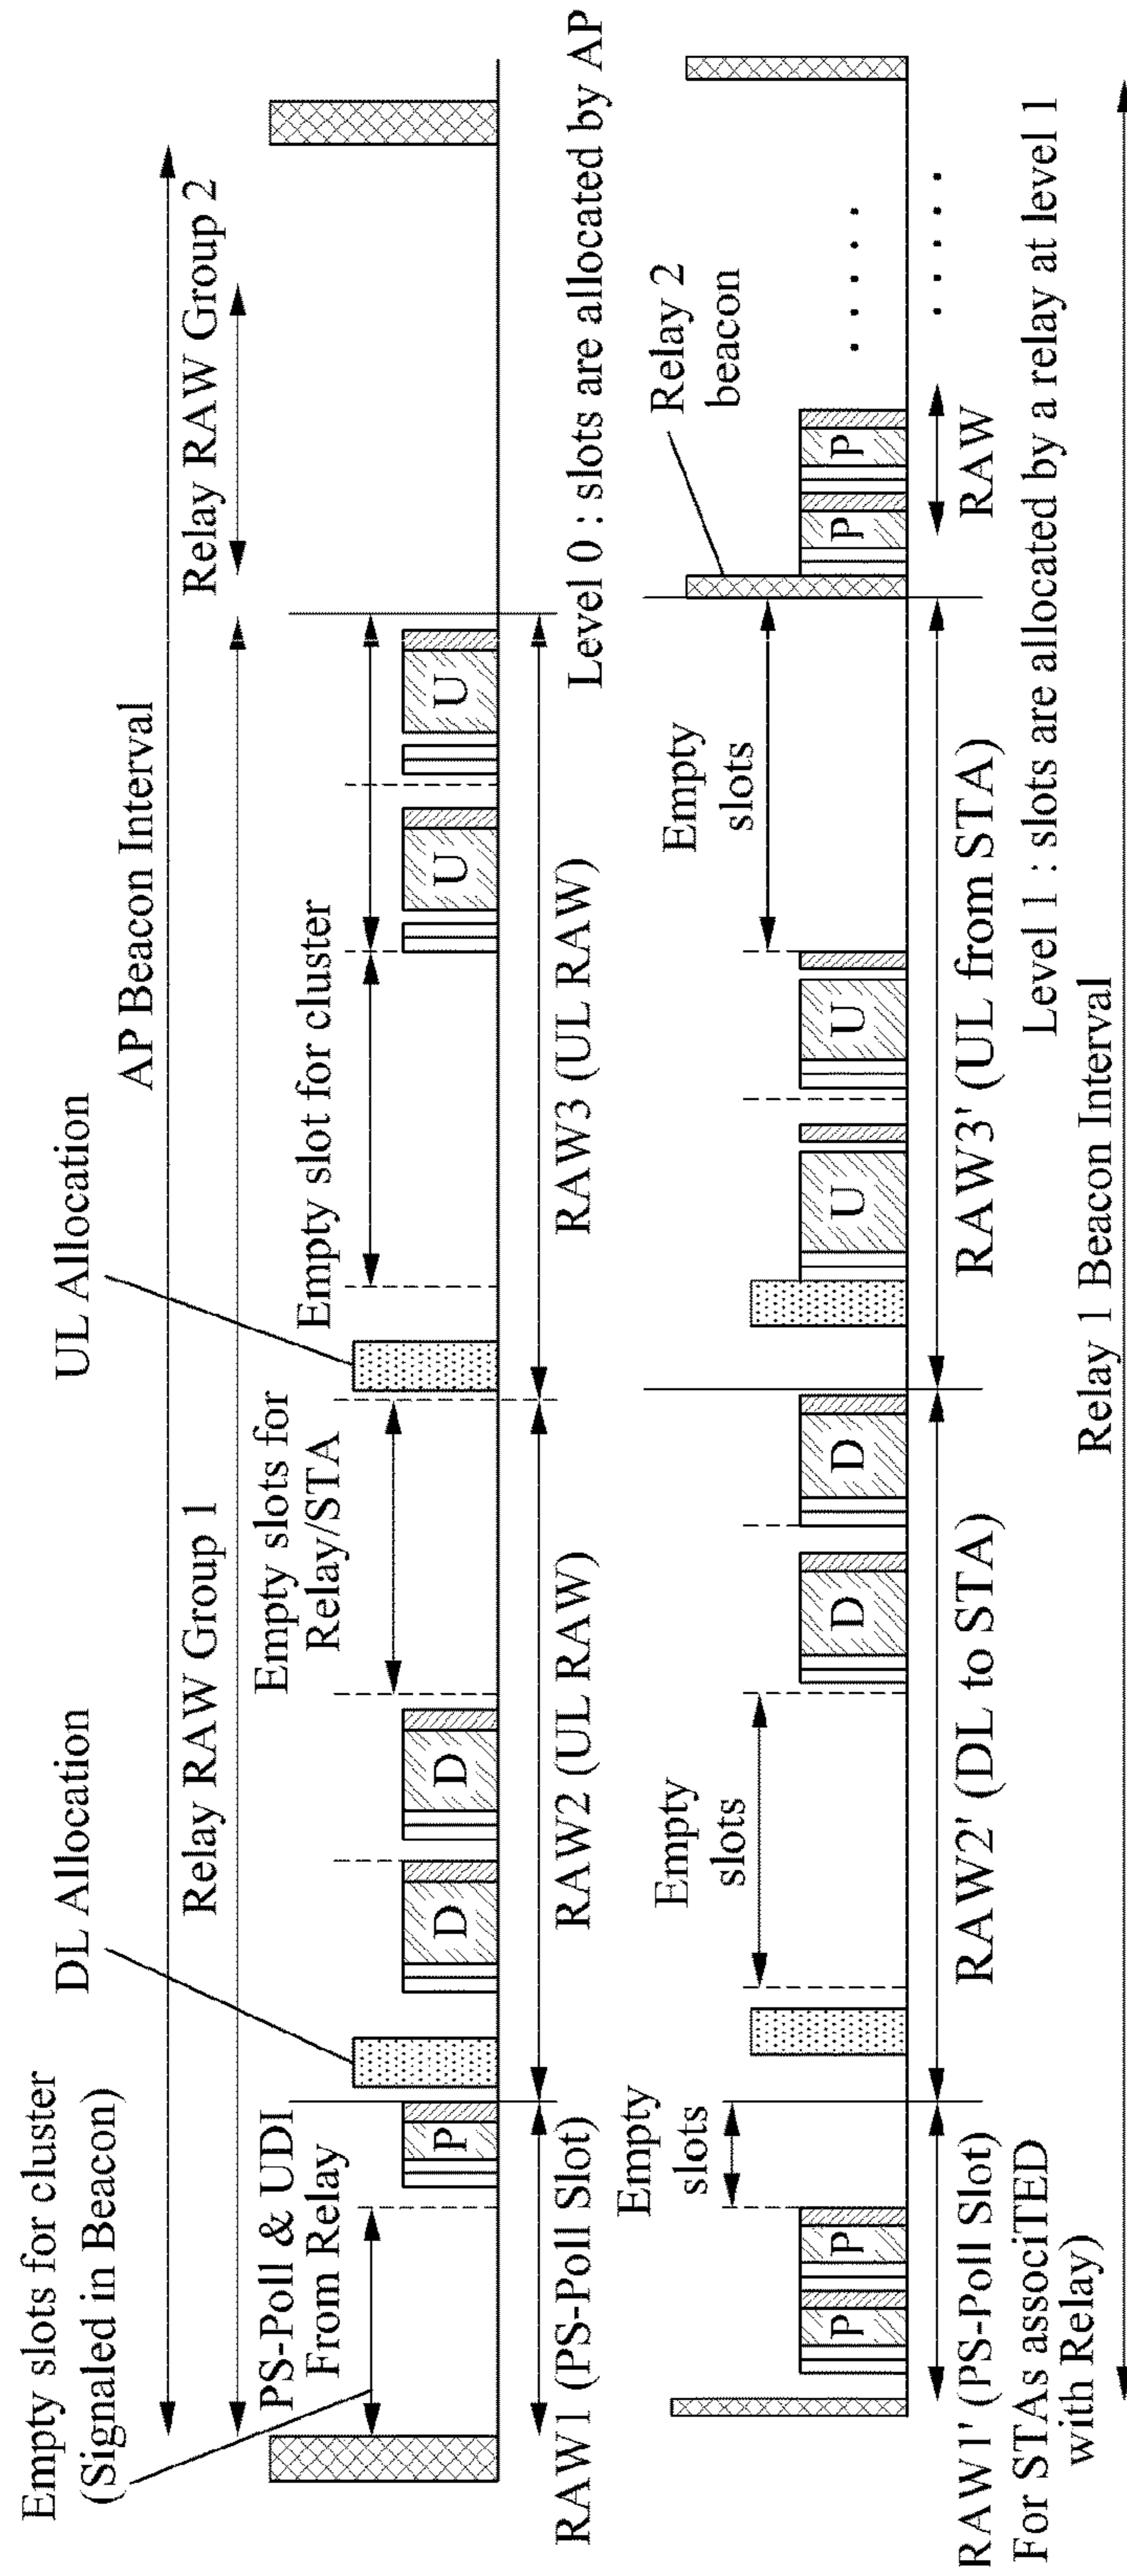 Empty slots for cluster
(Signaled in Beacon)
DL Allocation
UL Allocation
AP Beacon Interval
Relay RAW Group 1
Relay RAW Group 2
PS-Poll & UDI
From Relay
Empty slots for
Relay/STA
Empty slot for cluster
P
D
D
U
U
RAW1 (PS-Poll Slot)
RAW2 (UL RAW)
RAW3 (UL RAW)
Level 0 : slots are allocated by AP
Empty
slots
Empty
slots
Empty
slots
Relay 2
beacon
P
P
D
D
U
U
P
P
. . . . .
. . . . .
RAW1' (PS-Poll Slot)
For STAs associTED
with Relay)
RAW2' (DL to STA)
RAW3' (UL from STA)
RAW
Level 1 : slots are allocated by a relay at level 1
Relay 1 Beacon Interval